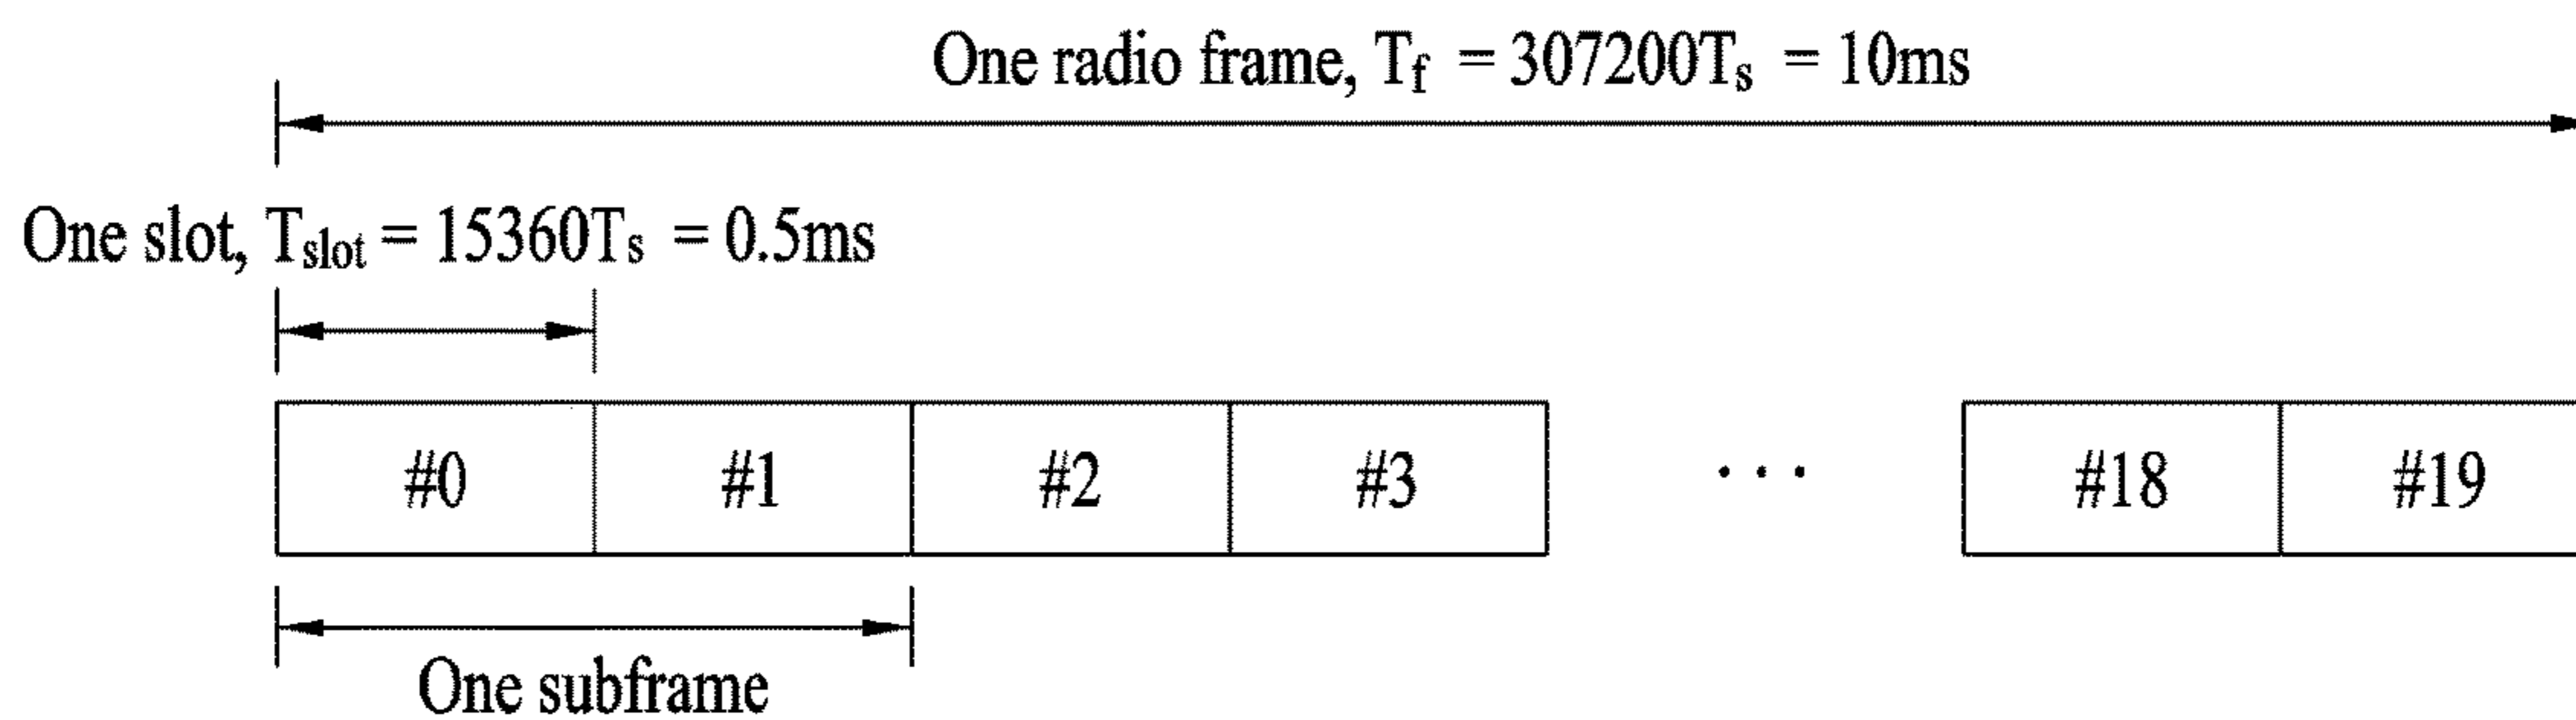 One radio frame, Tf = 307200Ts = 10ms
One slot, Tslot = 15360Ts = 0.5ms
#0 #1 #2 #3 ··· #18 #19
One subframe